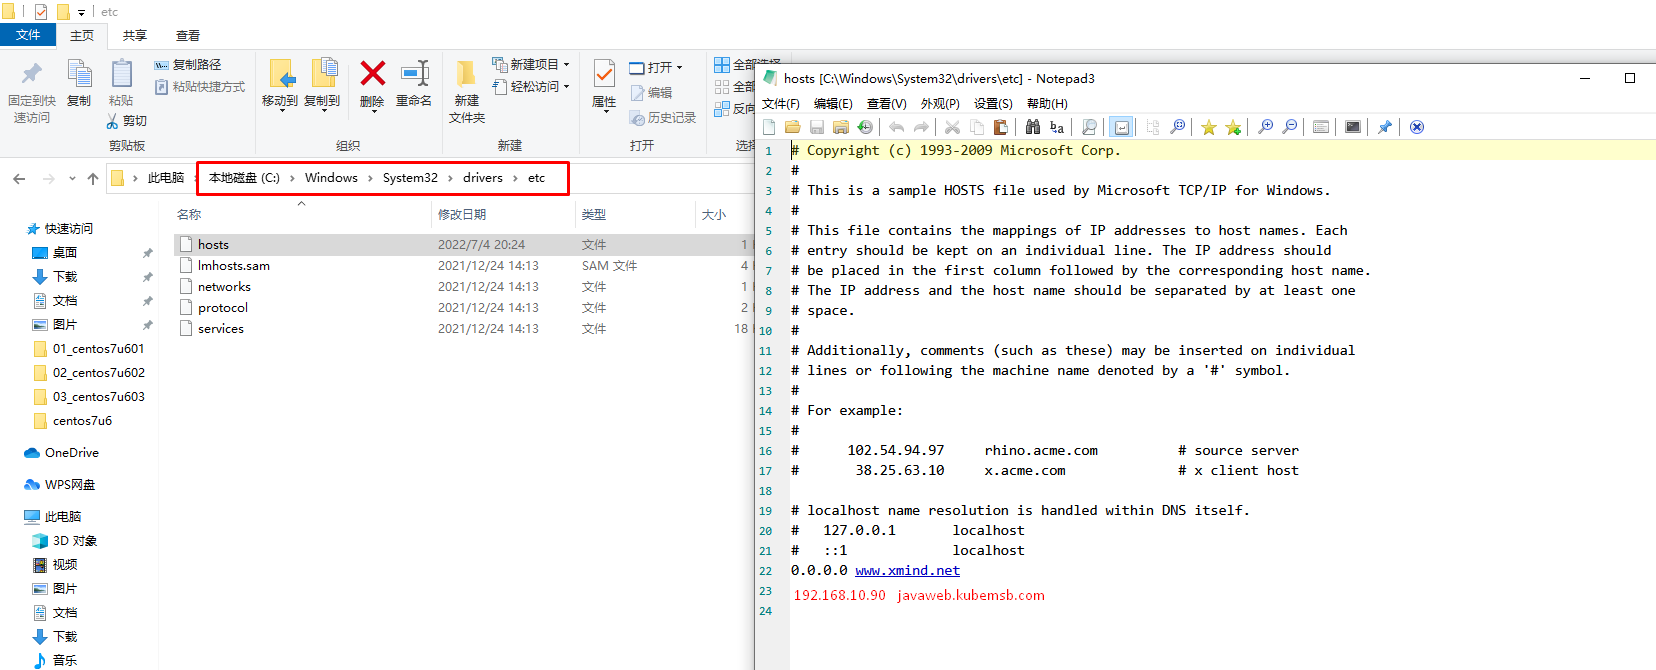 etc
文件 主页 共享 查看
固定到快速访问
复制
粘贴
复制路径
粘贴快捷方式
剪切
剪贴板
移动到 复制到 删除 重命名
组织
新建文件夹
新建项目
轻松访问
新建
属性
打开
编辑
历史记录
打开
全部选择
此电脑 本地磁盘 (C:) Windows System32 drivers etc
名称 修改日期 类型 大小
hosts 2022/7/4 20:24 文件 1
lmhosts.sam 2021/12/24 14:13 SAM 文件 4
networks 2021/12/24 14:13 文件 1
protocol 2021/12/24 14:13 文件 2
services 2021/12/24 14:13 文件 18
快速访问
桌面
下载
文档
图片
01_centos7u601
02_centos7u602
03_centos7u603
centos7u6
OneDrive
WPS网盘
此电脑
3D 对象
视频
图片
文档
下载
音乐
hosts [C:\Windows\System32\drivers\etc] - Notepad3
文件(F) 编辑(E) 查看(V) 外观(P) 设置(S) 帮助(H)
1 # Copyright (c) 1993-2009 Microsoft Corp.
2 #
3 # This is a sample HOSTS file used by Microsoft TCP/IP for Windows.
4 #
5 # This file contains the mappings of IP addresses to host names. Each
6 # entry should be kept on an individual line. The IP address should
7 # be placed in the first column followed by the corresponding host name.
8 # The IP address and the host name should be separated by at least one
9 # space.
10 #
11 # Additionally, comments (such as these) may be inserted on individual
12 # lines or following the machine name denoted by a '#' symbol.
13 #
14 # For example:
15 #
16 # 102.54.94.97 rhino.acme.com # source server
17 # 38.25.63.10 x.acme.com # x client host
18
19 # localhost name resolution is handled within DNS itself.
20 # 127.0.0.1 localhost
21 # ::1 localhost
22 0.0.0.0 www.xmind.net
23 192.168.10.90 javaweb.kubemsb.com
24